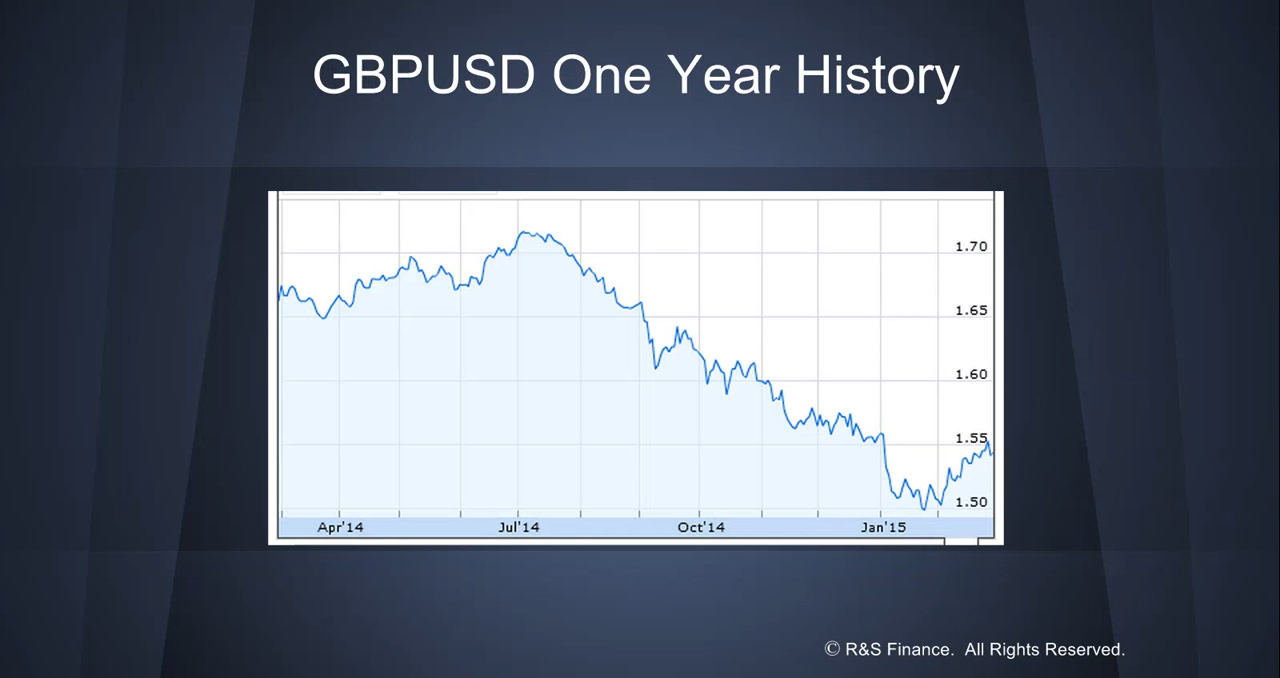 GBPUSD One Year History
1.70
1.65
1.60
1.55
1.50
Apr'14 Jul'14 Oct'14 Jan'15
© R&S Finance. All Rights Reserved.